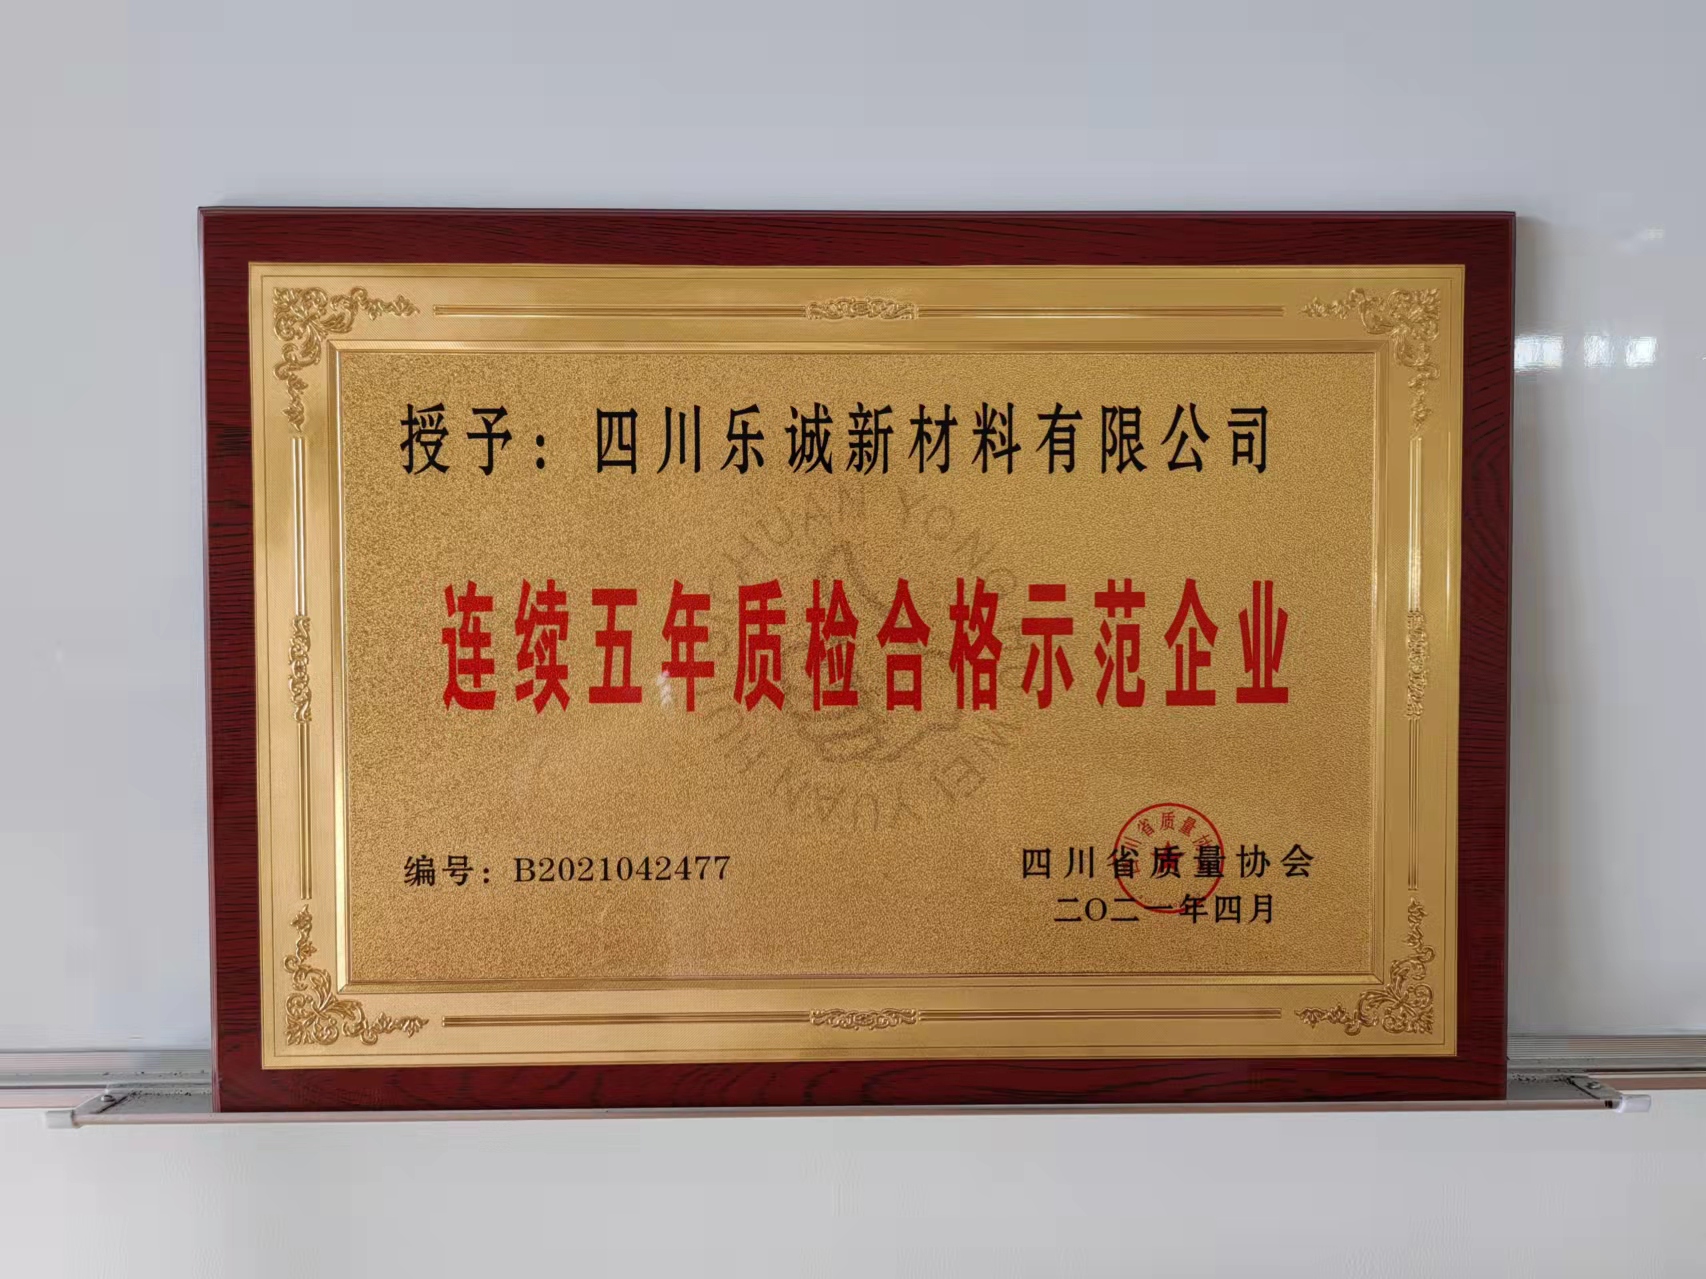 授予：四川乐诚新材料有限公司
连续五年质检合格示范企业
编号：B2021042477
四川省质量协会
二〇二一年四月